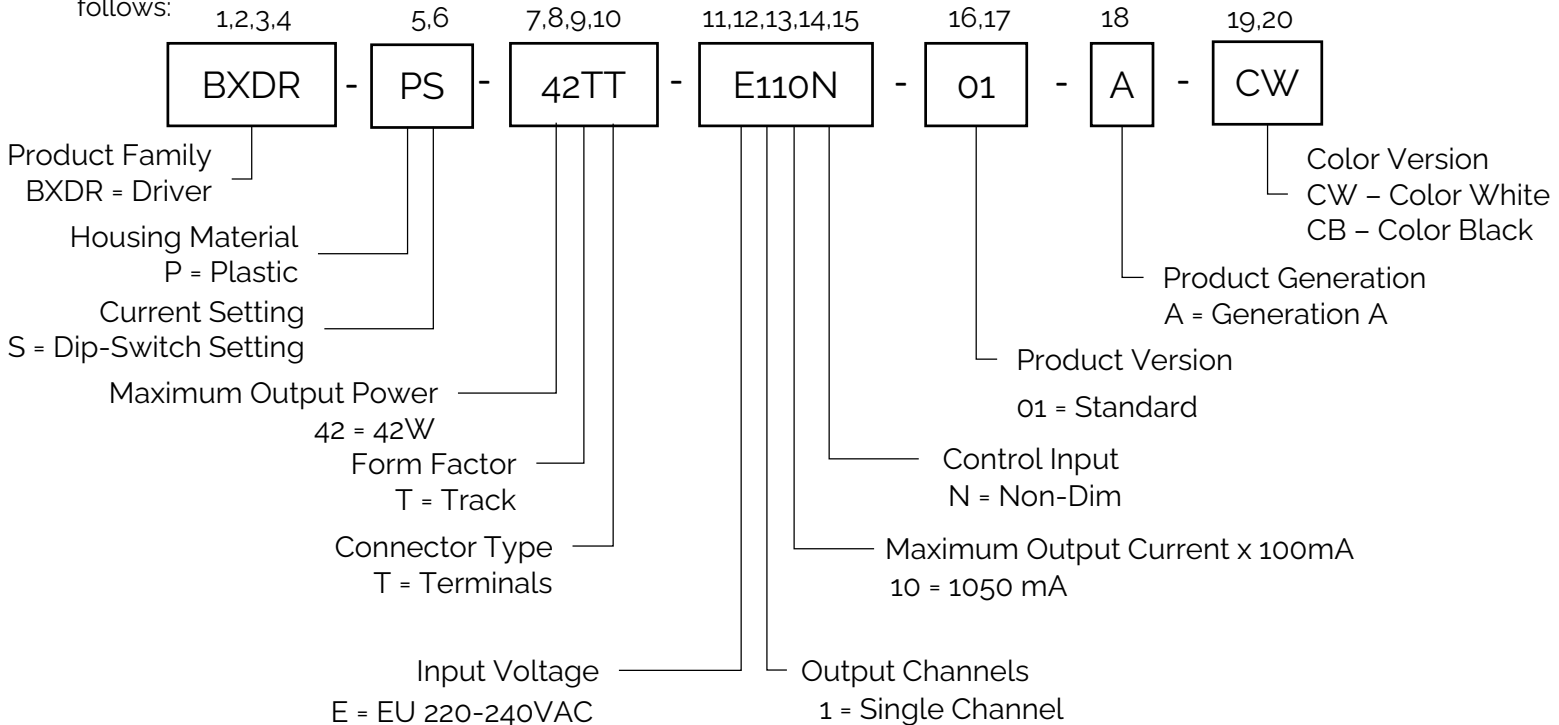 follows:
1,2,3,4 5,6 7,8,9,10 11,12,13,14,15 16,17 18 19,20
BXDR - PS - 42TT - E110N - 01 - A - CW
Product Family
BXDR = Driver
Color Version
CW – Color White
CB – Color Black
Housing Material
P = Plastic
Product Generation
A = Generation A
Current Setting
S = Dip-Switch Setting
Product Version
01 = Standard
Maximum Output Power
42 = 42W
Form Factor
T = Track
Control Input
N = Non-Dim
Connector Type
T = Terminals
Maximum Output Current x 100mA
10 = 1050 mA
Input Voltage
E = EU 220-240VAC
Output Channels
1 = Single Channel